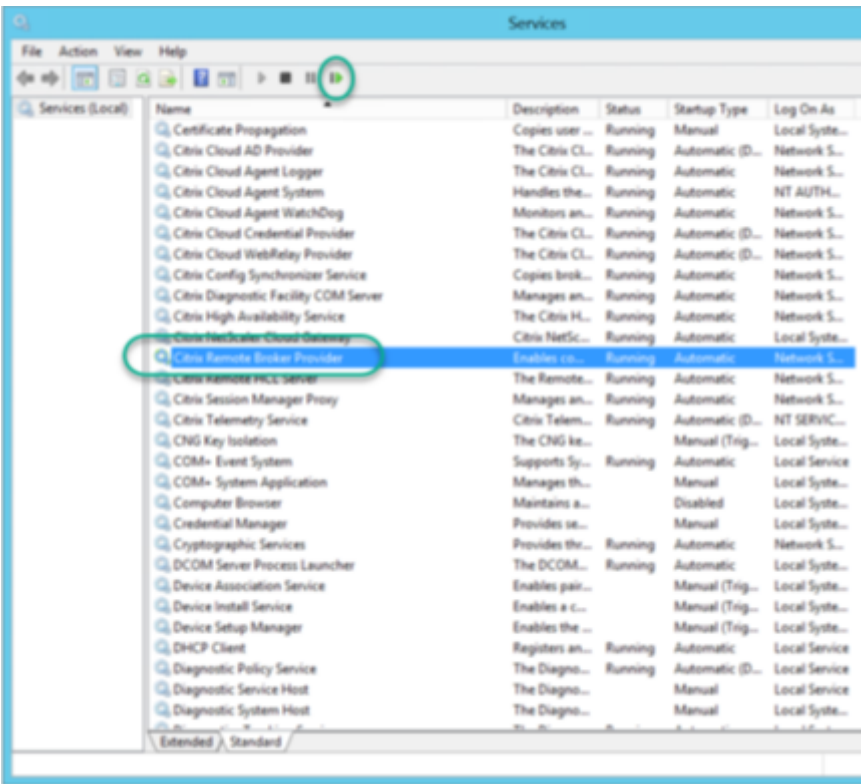 Services
File Action View Help
Services (Local)
Name Description Status Startup Type Log On As
Certificate Propagation Copies user ... Running Manual Local Syste...
Citrix Cloud AD Provider The Citrix Cl... Running Automatic (D... Network S...
Citrix Cloud Agent Logger The Citrix Cl... Running Automatic Network S...
Citrix Cloud Agent System Handles the... Running Automatic NT AUTH...
Citrix Cloud Agent WatchDog Monitors an... Running Automatic Network S...
Citrix Cloud Credential Provider The Citrix Cl... Running Automatic (D... Network S...
Citrix Cloud WebRelay Provider The Citrix Cl... Running Automatic (D... Network S...
Citrix Config Synchronizer Service Copies brok... Running Automatic Network S...
Citrix Diagnostic Facility COM Server Manages an... Running Automatic Network S...
Citrix High Availability Service The Citrix H... Running Automatic Network S...
Citrix NetScaler Cloud Gateway Citrix NetSc... Running Automatic Local Syste...
Citrix Remote Broker Provider Enables co... Running Automatic Network S...
Citrix Remote HCL Server The Remote... Running Automatic Network S...
Citrix Session Manager Proxy Manages an... Running Automatic Network S...
Citrix Telemetry Service Citrix Telem... Running Automatic (D... NT SERVIC...
CNG Key Isolation The CNG ke... Manual (Trig... Local Syste...
COM+ Event System Supports Sy... Running Automatic Local Service
COM+ System Application Manages th... Manual Local Syste...
Computer Browser Maintains a... Disabled Local Syste...
Credential Manager Provides se... Manual Local Syste...
Cryptographic Services Provides thr... Running Automatic Network S...
DCOM Server Process Launcher The DCOM... Running Automatic Local Syste...
Device Association Service Enables pair... Manual (Trig... Local Syste...
Device Install Service Enables a c... Manual (Trig... Local Syste...
Device Setup Manager Enables the ... Manual (Trig... Local Syste...
DHCP Client Registers an... Running Automatic Local Service
Diagnostic Policy Service The Diagno... Running Automatic (D... Local Service
Diagnostic Service Host The Diagno... Manual Local Service
Diagnostic System Host The Diagno... Manual Local Syste...
Extended Standard